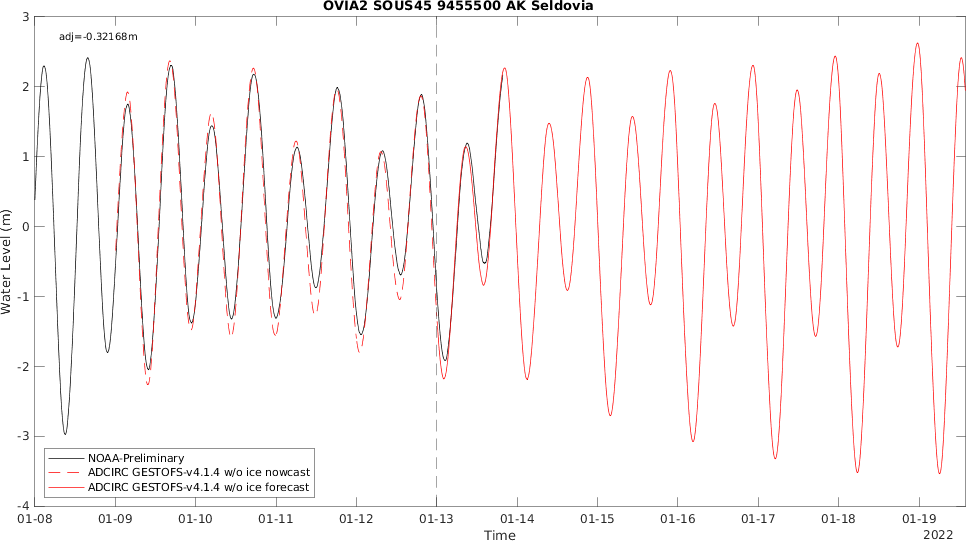 OVIA2 SOUS45 9455500 AK Seldovia
adj=-0.32168m
3
2
1
0
-1
-2
-3
-4
Water Level (m)
NOAA-Preliminary
ADCIRC GESTOFS-v4.1.4 w/o ice nowcast
ADCIRC GESTOFS-v4.1.4 w/o ice forecast
01-08 01-09 01-10 01-11 01-12 01-13 01-14 01-15 01-16 01-17 01-18 01-19
Time
2022